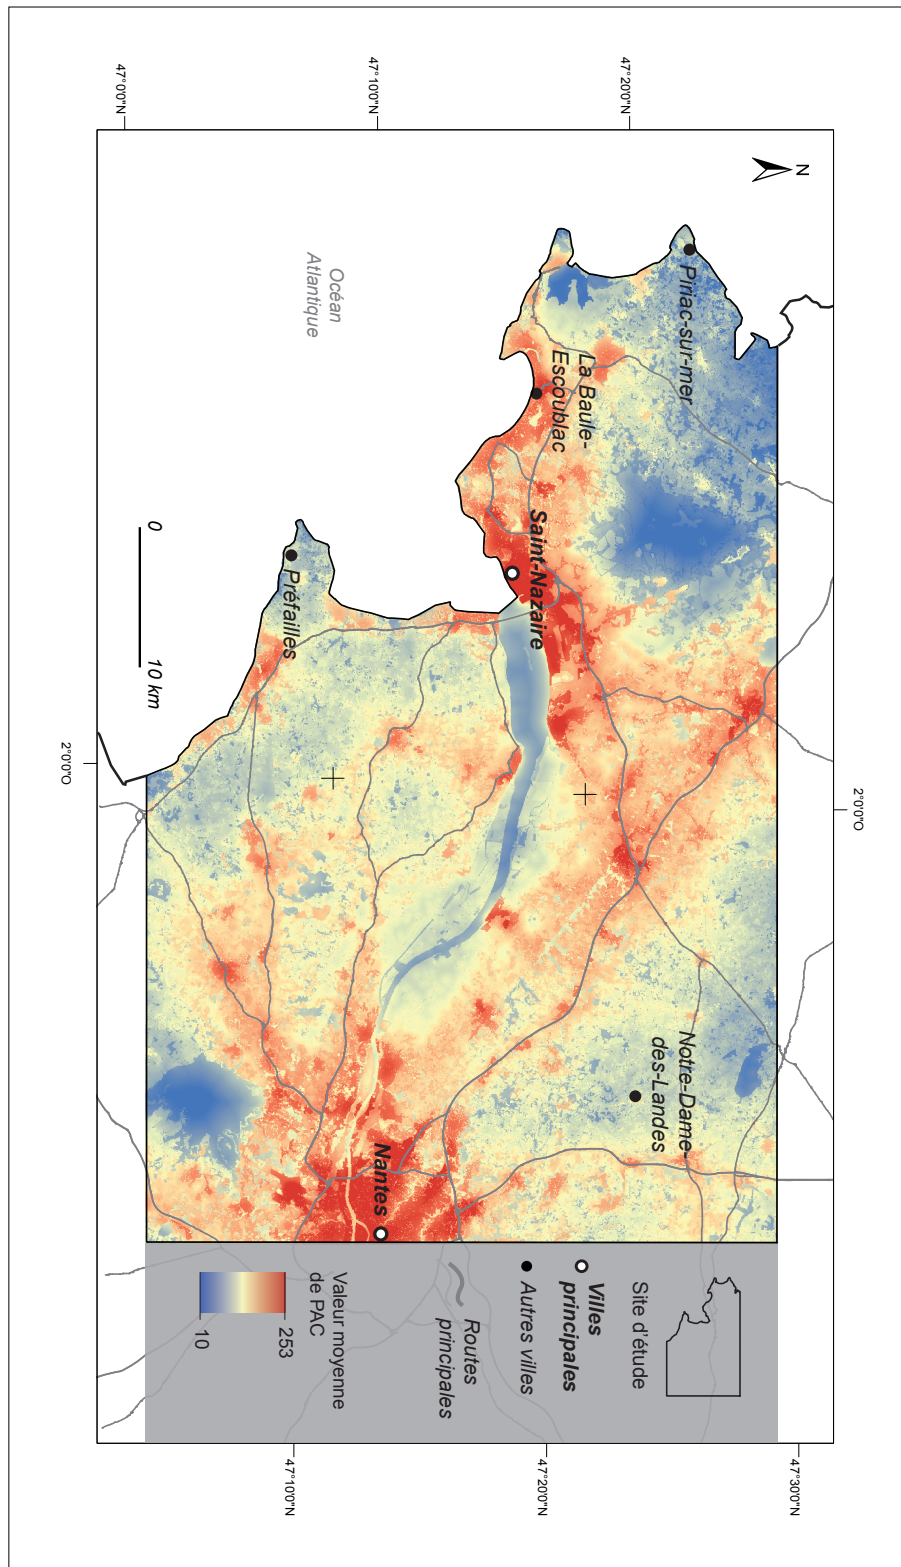 47°0'0"N
47°10'0"N
47°20'0"N
N
Piriac-sur-mer
La Baule-
Escoublac
Océan
Atlantique
Saint-Nazaire
Préfailles
0
10 km
2°0'0"O
2°0'0"O
Notre-Dame-
des-Landes
Nantes
Site d'étude
Villes
principales
Autres villes
Routes
principales
Valeur moyenne
de PAC
253
10
47°10'0"N
47°20'0"N
47°30'0"N